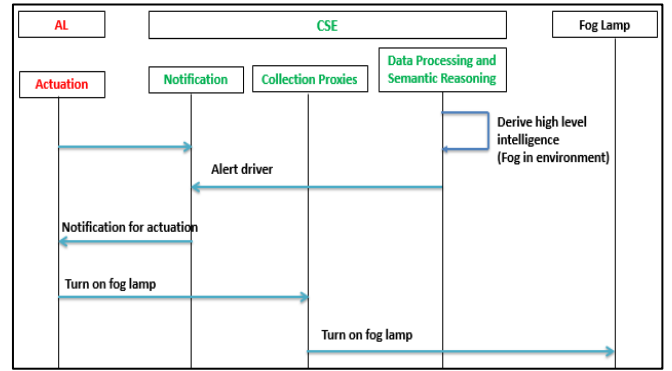 AL
CSE
Fog Lamp
Actuation
Notification
Collection Proxies
Data Processing and
Semantic Reasoning
Derive high level
intelligence
(Fog in environment)
Alert driver
Notification for actuation
Turn on fog lamp
Turn on fog lamp